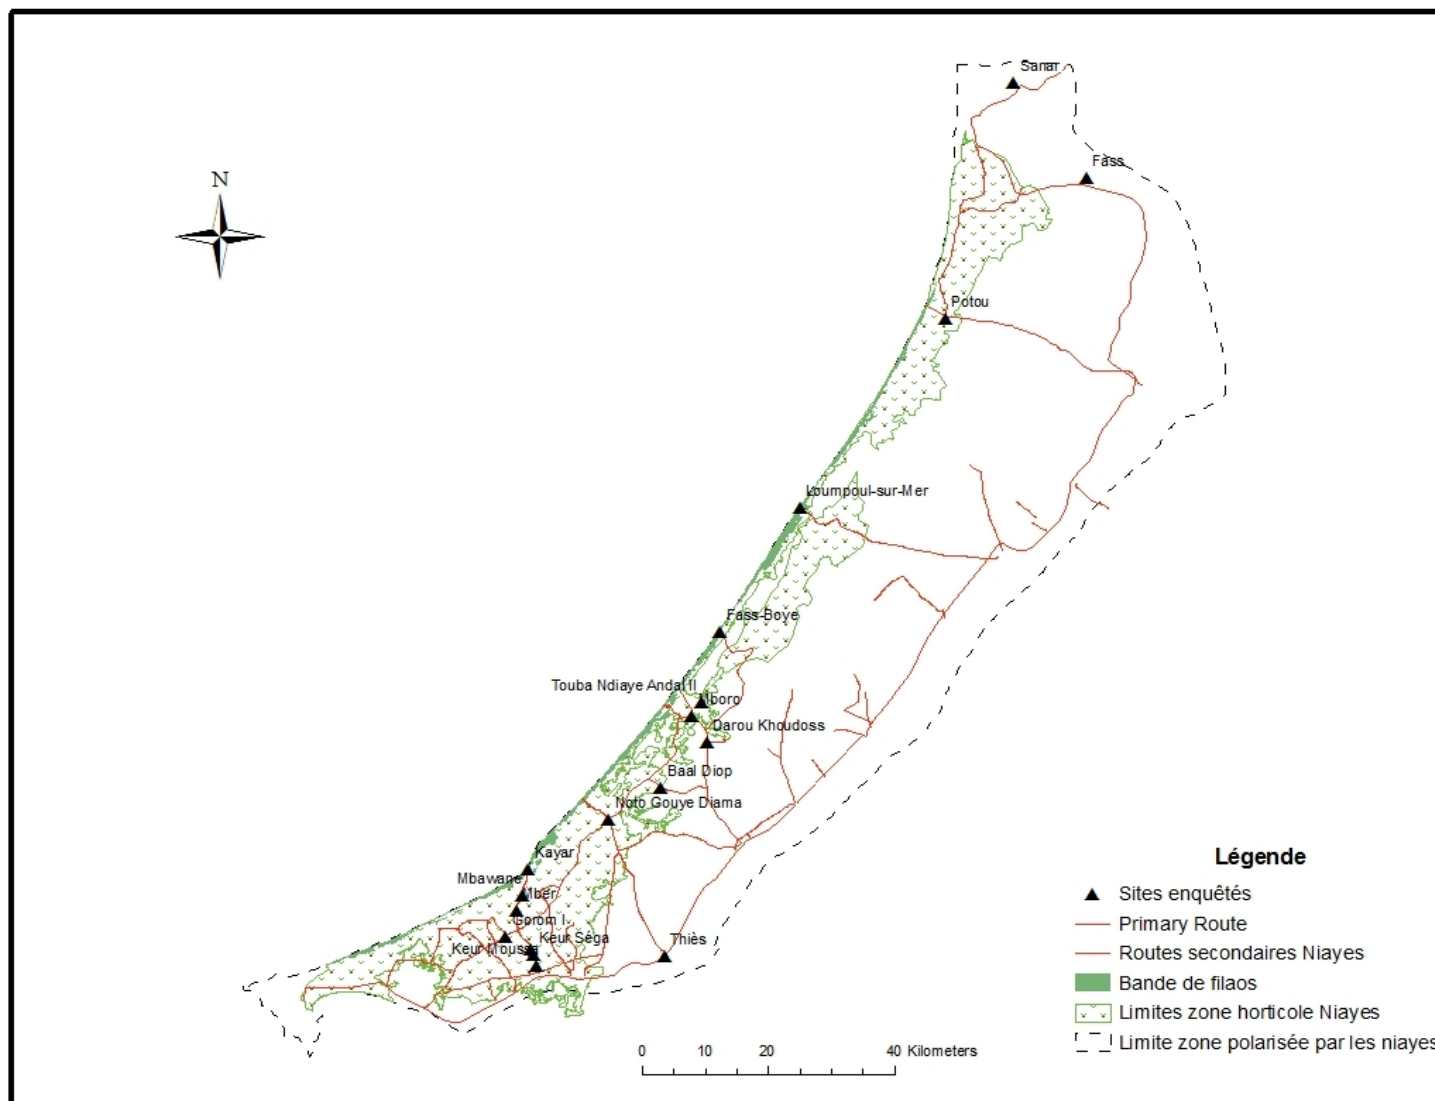 Sanar
Fass
N
Potou
Loumpoul-sur-Mer
Fass-Boye
Touba Ndiaye Andal II
Mboro
Darou Khoudoss
Baal Diop
Noto Gouye Diama
Kayar
Mbawane
Mber
Gorom I
Keur Séga
Keur Moussa
Thiès
Légende
Sites enquêtés
Primary Route
Routes secondaires Niayes
Bande de filaos
Limites zone horticole Niayes
Limite zone polarisée par les niayes
0 10 20 40 Kilometers